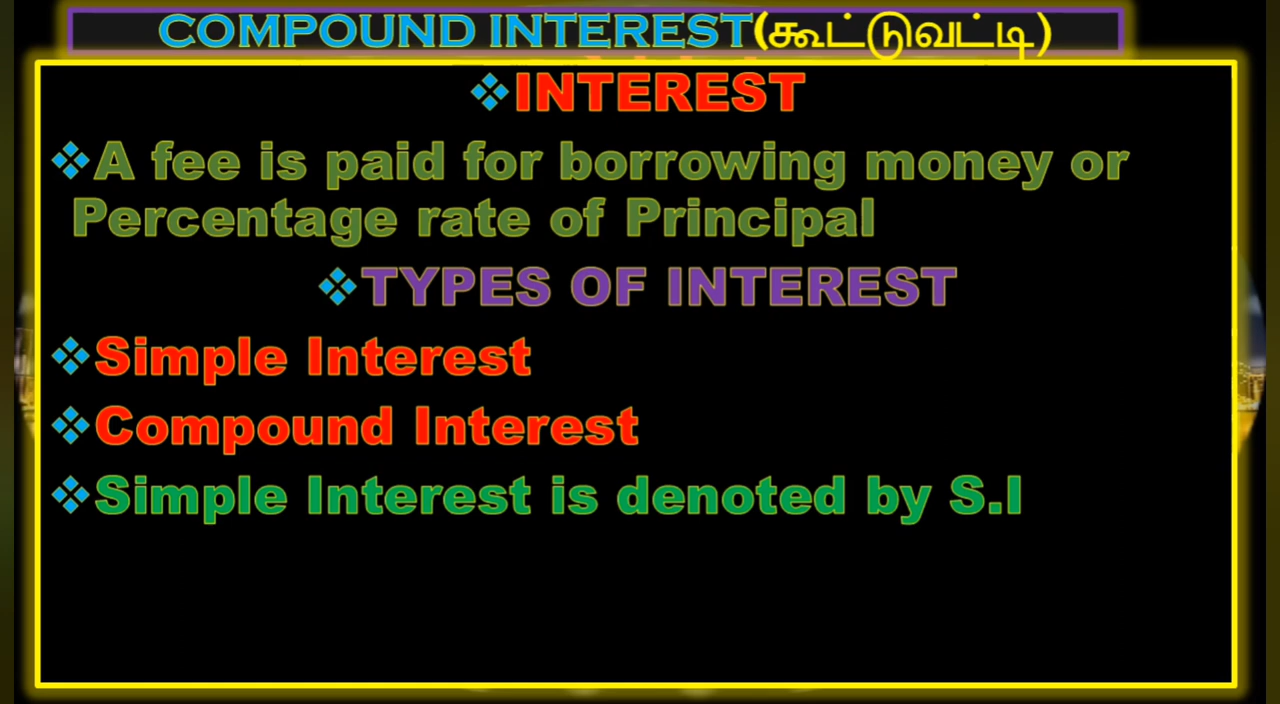 COMPOUND INTEREST(கூட்டுவட்டி)
❖INTEREST
❖A fee is paid for borrowing money or
Percentage rate of Principal
❖TYPES OF INTEREST
❖Simple Interest
❖Compound Interest
❖Simple Interest is denoted by S.I